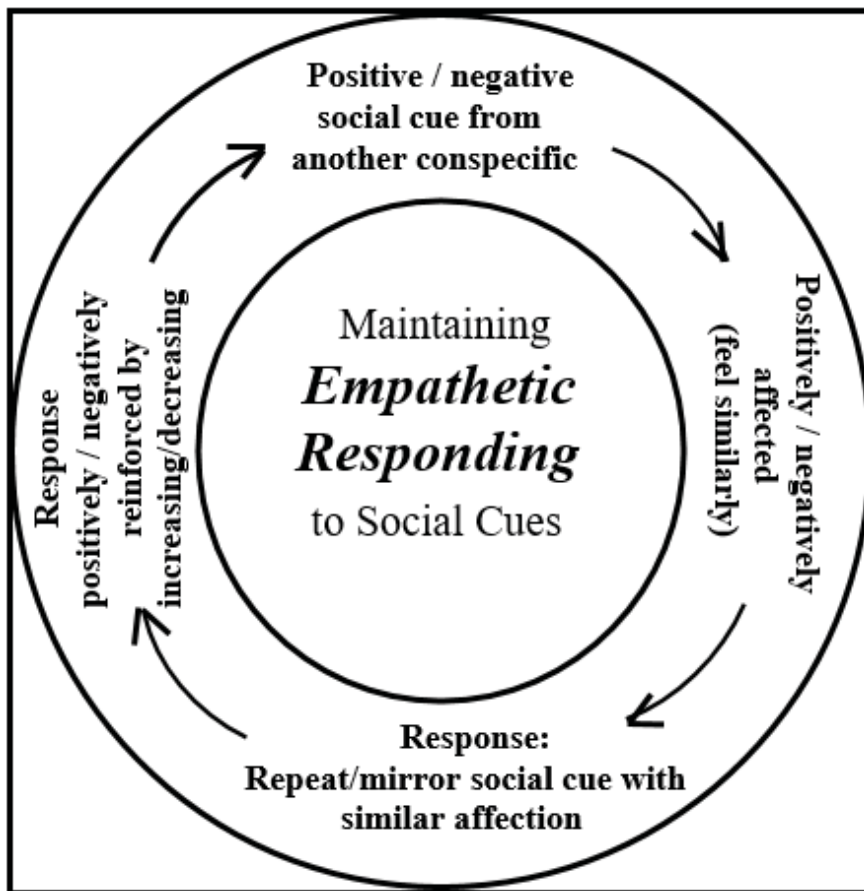 Positive / negative
social cue from
another conspecific
Positively / negatively
affected
(feel similarly)
Response:
Repeat/mirror social cue with
similar affection
Response
positively / negatively
reinforced by
increasing/decreasing
Maintaining
Empathetic
Responding
to Social Cues